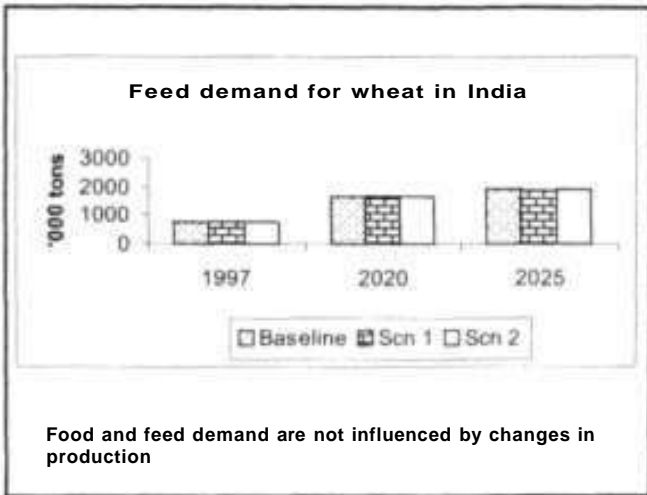 Feed demand for wheat in India
'000 tons
3000
2000
1000
0
1997 2020 2025
Baseline Scn 1 Scn 2
Food and feed demand are not influenced by changes in
production